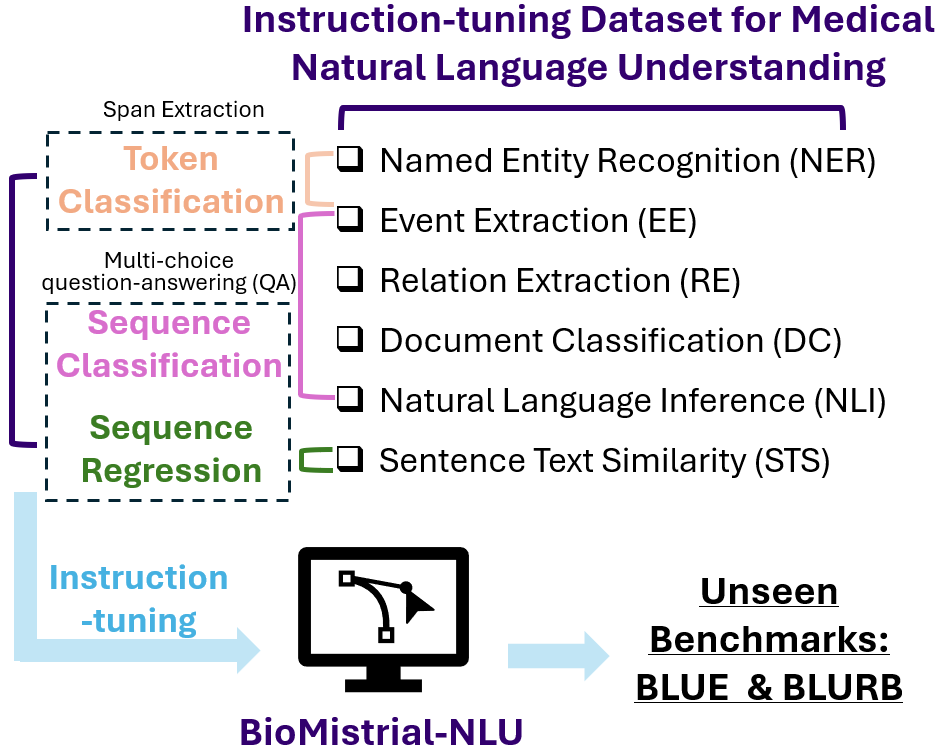 Instruction-tuning Dataset for Medical
Natural Language Understanding
Span Extraction
Token
Classification
Multi-choice
question-answering (QA)
Sequence
Classification
Sequence
Regression
Named Entity Recognition (NER)
Event Extraction (EE)
Relation Extraction (RE)
Document Classification (DC)
Natural Language Inference (NLI)
Sentence Text Similarity (STS)
Instruction
-tuning
BioMistrial-NLU
Unseen
Benchmarks:
BLUE & BLURB